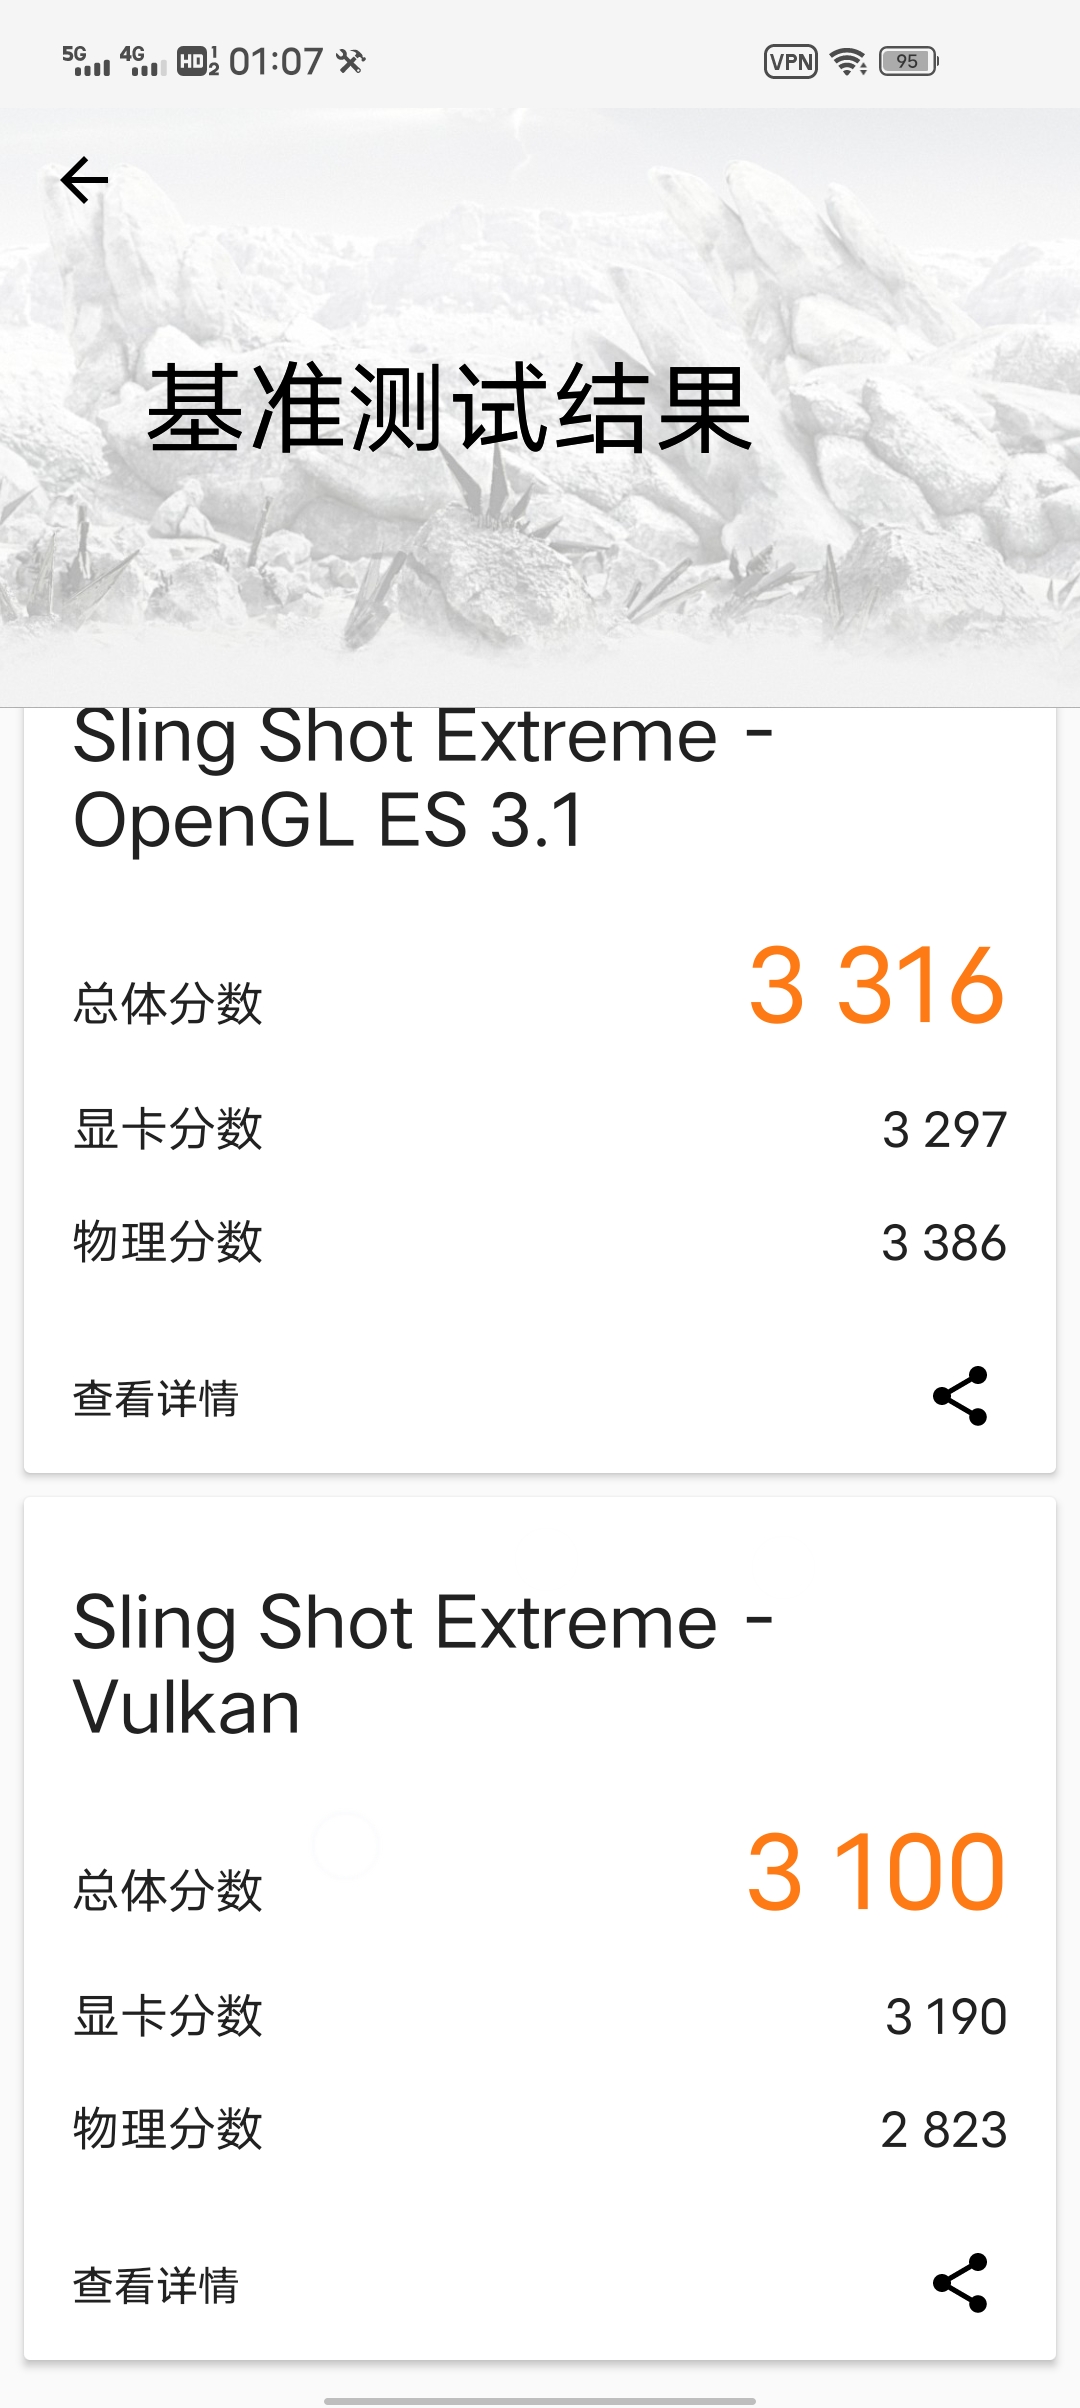 5G 4G HD 1 2 01:07 VPN 95
基准测试结果
Sling Shot Extreme -
OpenGL ES 3.1
总体分数 3 316
显卡分数 3 297
物理分数 3 386
查看详情
Sling Shot Extreme -
Vulkan
总体分数 3 100
显卡分数 3 190
物理分数 2 823
查看详情